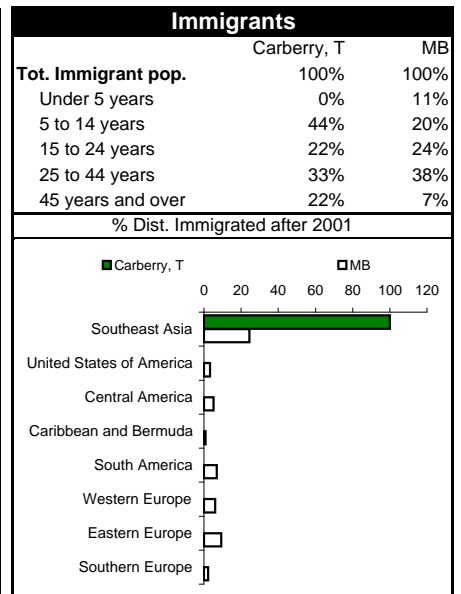 Immigrants
Carberry, T MB
Tot. Immigrant pop. 100% 100%
Under 5 years 0% 11%
5 to 14 years 44% 20%
15 to 24 years 22% 24%
25 to 44 years 33% 38%
45 years and over 22% 7%
% Dist. Immigrated after 2001
Carberry, T MB
0 20 40 60 80 100 120
Southeast Asia
United States of America
Central America
Caribbean and Bermuda
South America
Western Europe
Eastern Europe
Southern Europe